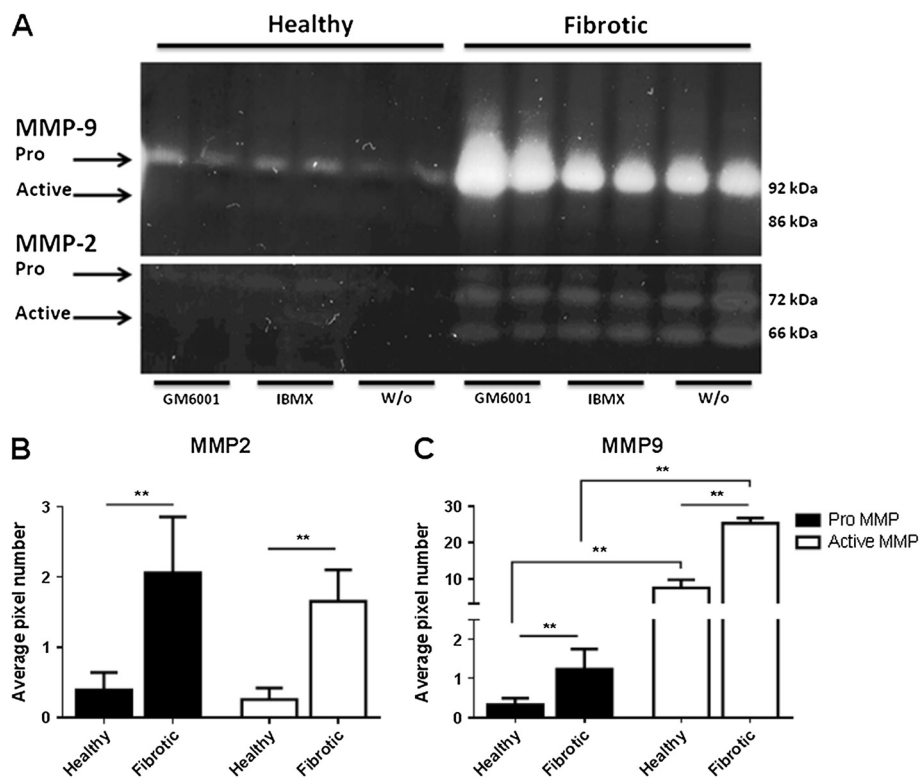 A
Healthy
Fibrotic
MMP-9
Pro
Active
92 kDa
86 kDa
MMP-2
Pro
Active
72 kDa
66 kDa
GM6001
IBMX
W/o
GM6001
IBMX
W/o
B
MMP2
Average pixel number
3
2
1
0
**
**
Healthy
Fibrotic
Healthy
Fibrotic
C
MMP9
Average pixel number
30
20
10
2
1
0
**
**
**
**
Pro MMP
Active MMP
Healthy
Fibrotic
Healthy
Fibrotic